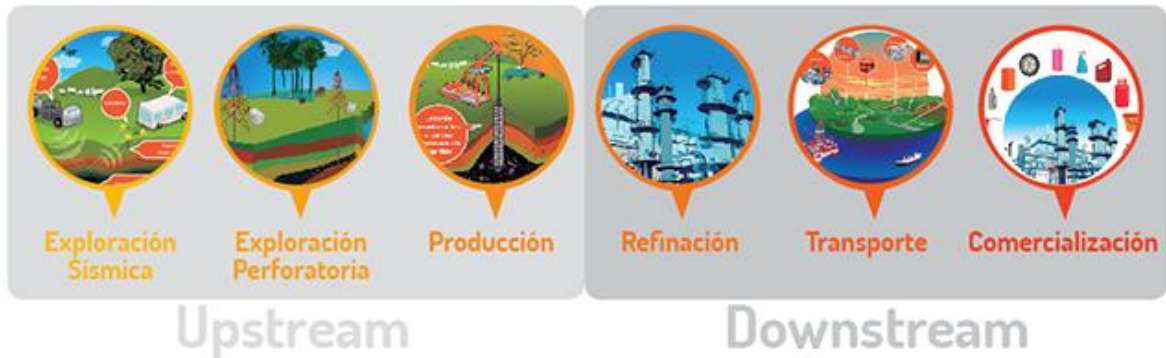 Exploración
Sísmica
Exploración
Perforatoria
Producción
Refinación
Transporte
Comercialización
Upstream
Downstream